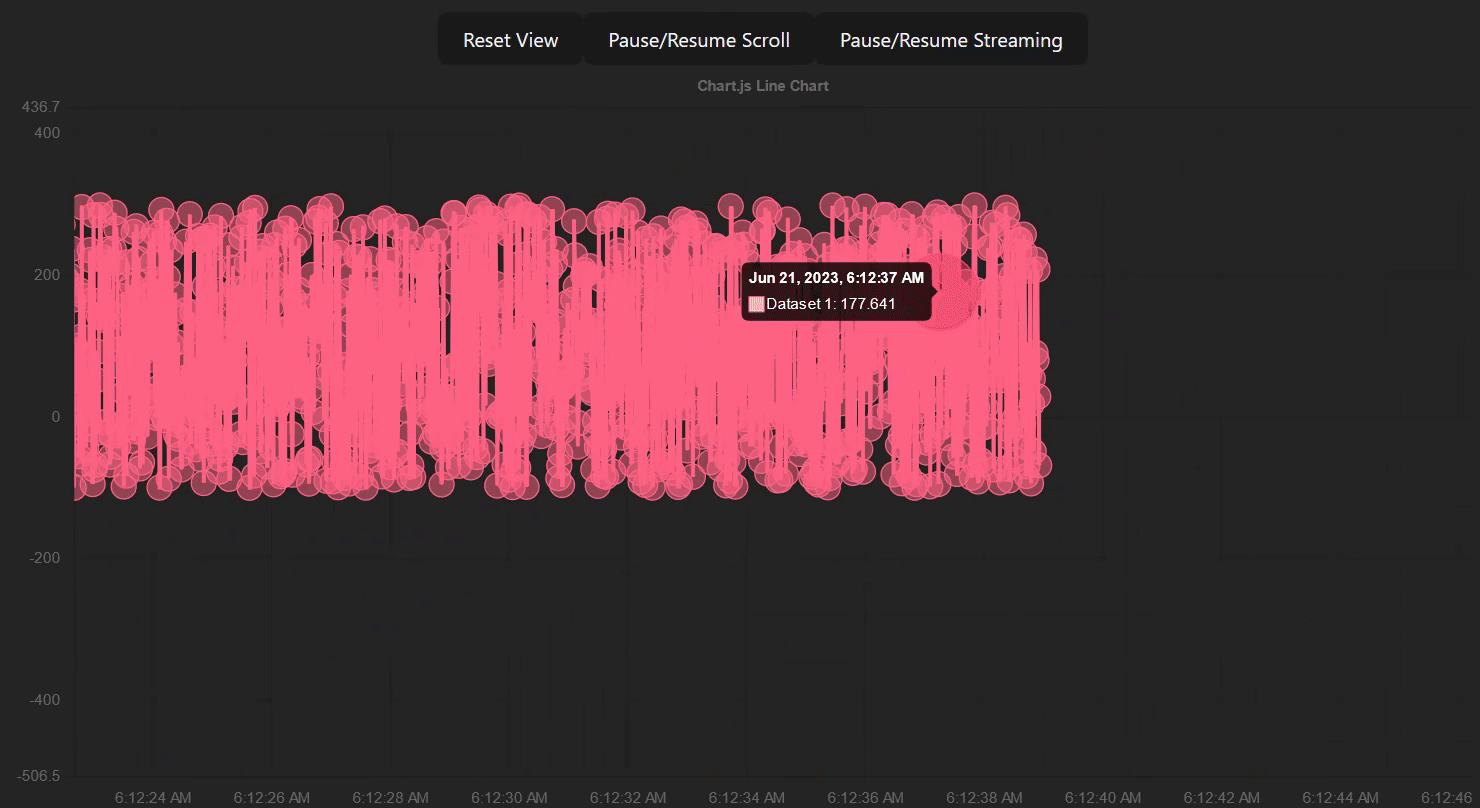 Reset View Pause/Resume Scroll Pause/Resume Streaming
Chart.js Line Chart
436.7
400
200
Jun 21, 2023, 6:12:37 AM
Dataset 1: 177.641
0
-200
-400
-506.5
6:12:24 AM 6:12:26 AM 6:12:28 AM 6:12:30 AM 6:12:32 AM 6:12:34 AM 6:12:36 AM 6:12:38 AM 6:12:40 AM 6:12:42 AM 6:12:44 AM 6:12:46